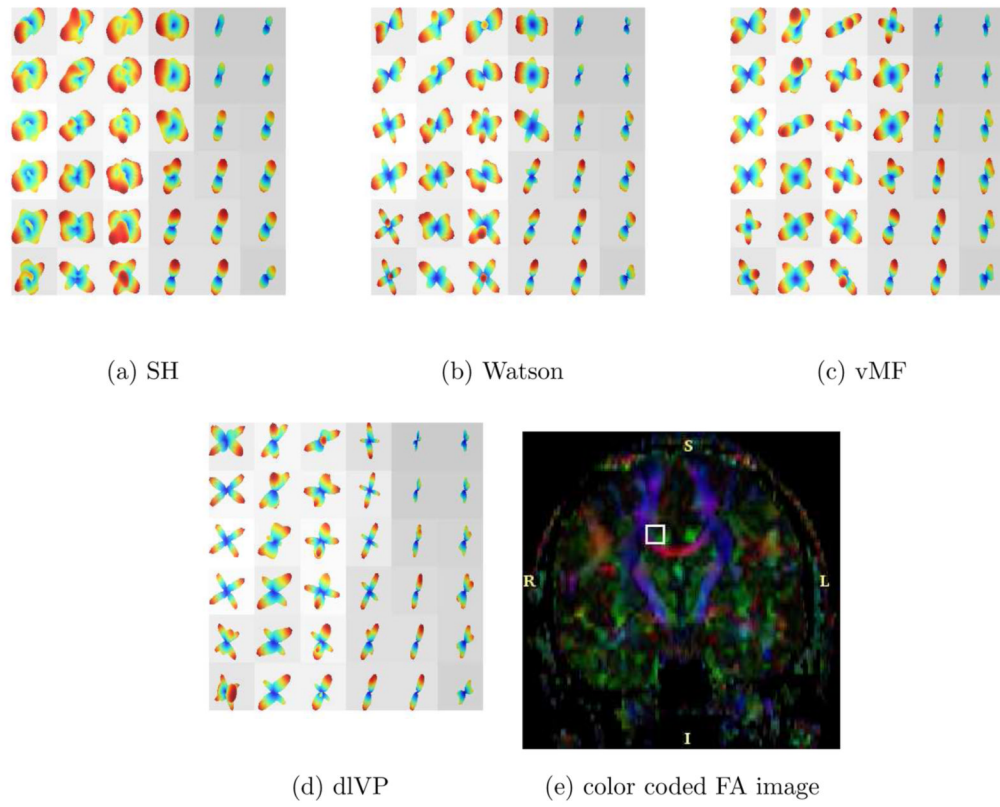 (a) SH
(b) Watson
(c) vMF
S
R
L
I
(d) dlVP
(e) color coded FA image